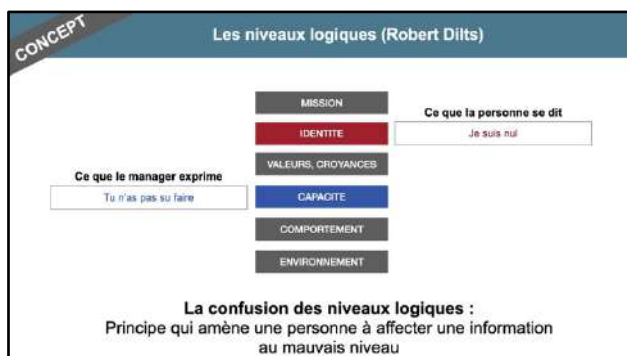 CONCEPT
Les niveaux logiques (Robert Dilts)
MISSION
Ce que la personne se dit
IDENTITE
Je suis nul
VALEURS, CROYANCES
Ce que le manager exprime
Tu n'as pas su faire
CAPACITE
COMPORTEMENT
ENVIRONNEMENT
La confusion des niveaux logiques :
Principe qui amène une personne à affecter une information
au mauvais niveau